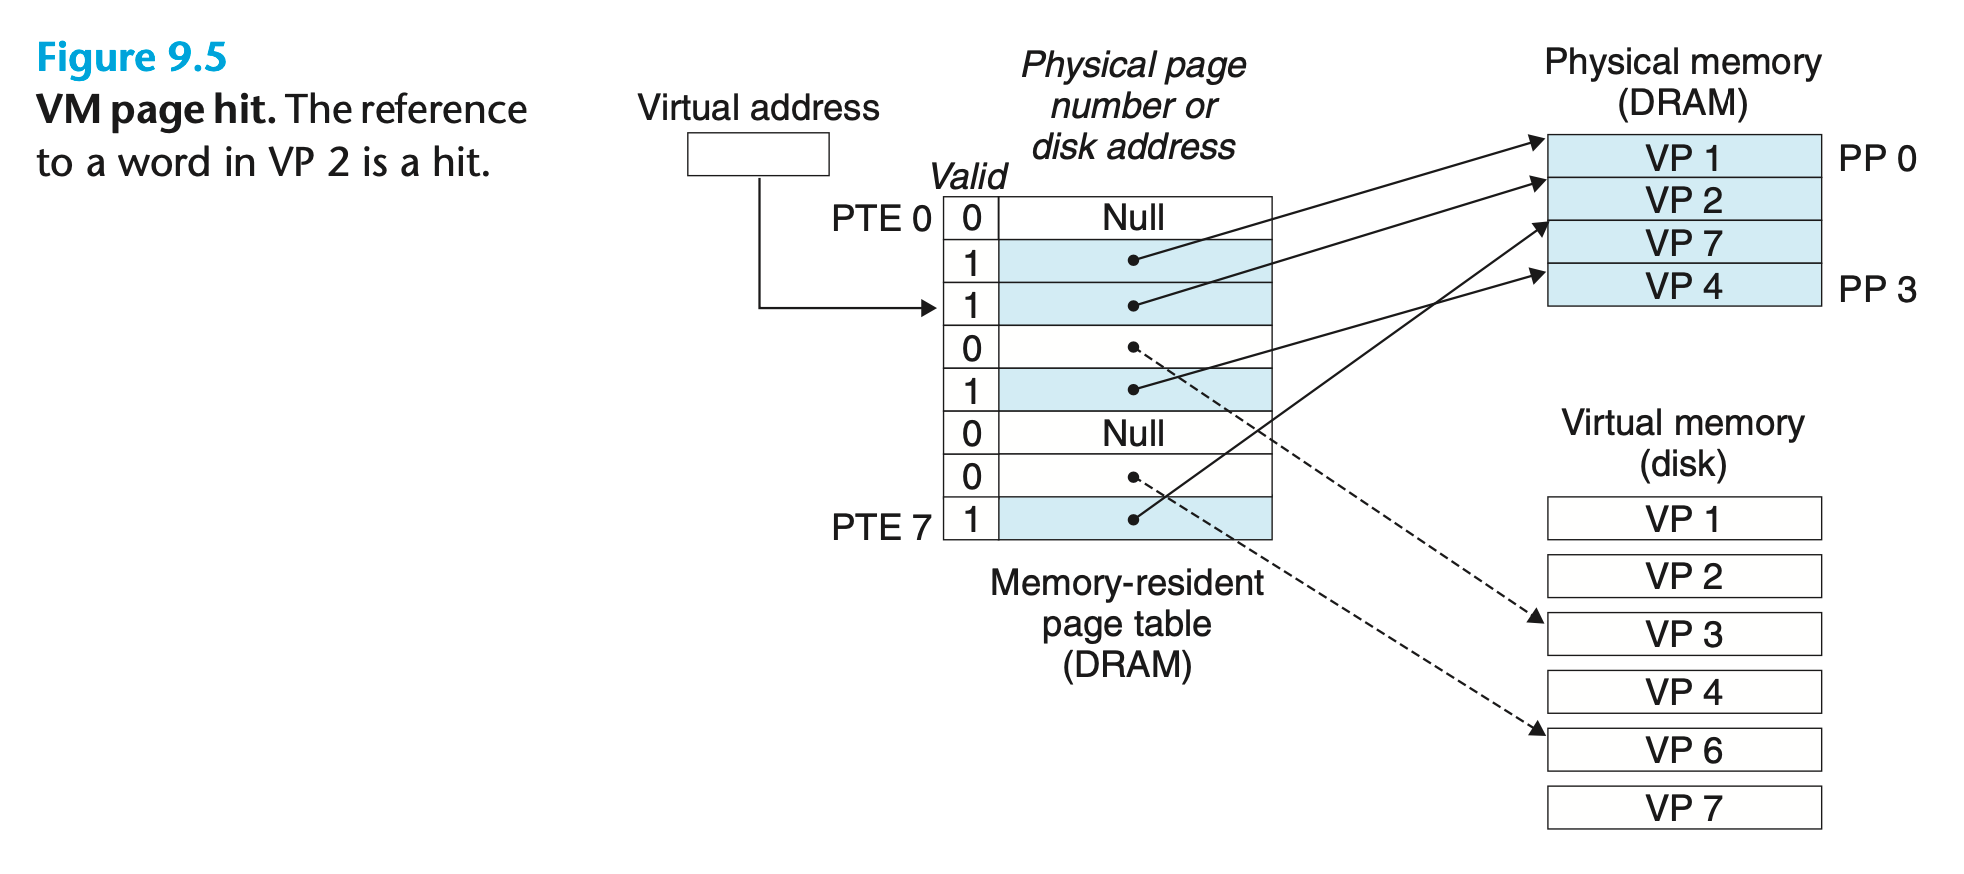 Figure 9.5
VM page hit. The reference
to a word in VP 2 is a hit.
Virtual address
Physical page
number or
disk address
Valid
PTE 0
0
Null
1
1
0
1
0
Null
0
PTE 7
1
Memory-resident
page table
(DRAM)
Physical memory
(DRAM)
VP 1
PP 0
VP 2
VP 7
VP 4
PP 3
Virtual memory
(disk)
VP 1
VP 2
VP 3
VP 4
VP 6
VP 7